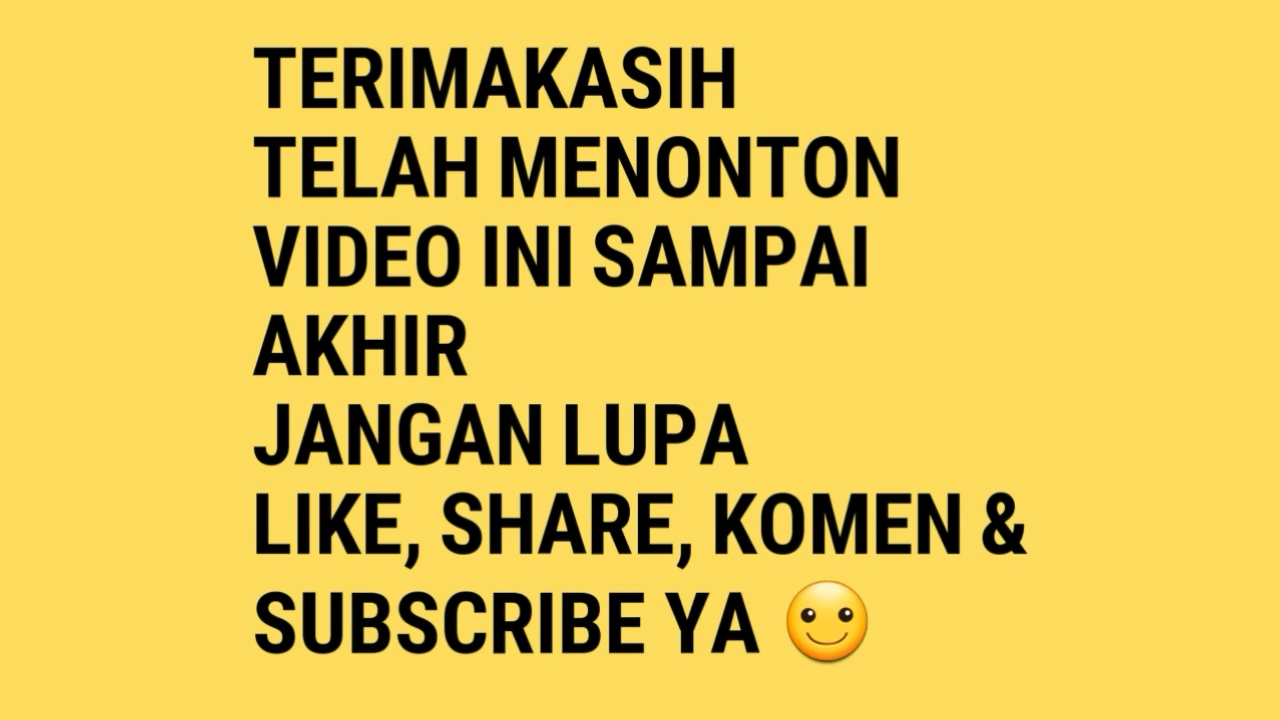 TERIMAKASIH
TELAH MENONTON
VIDEO INI SAMPAI
AKHIR
JANGAN LUPA
LIKE, SHARE, KOMEN &
SUBSCRIBE YA 🙂